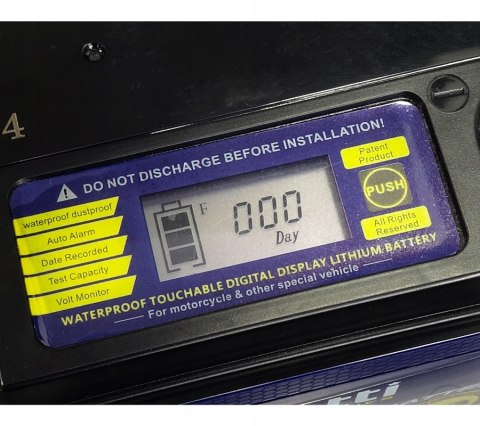 4
DO NOT DISCHARGE BEFORE INSTALLATION!
waterproof dustproof
Auto Alarm
Date Recorded
Test Capacity
Volt Monitor
F
000
Day
Patent
Product
PUSH
All Rights
Reserved
WATERPROOF TOUCHABLE DIGITAL DISPLAY LITHIUM BATTERY
For motorcycle & other special vehicle